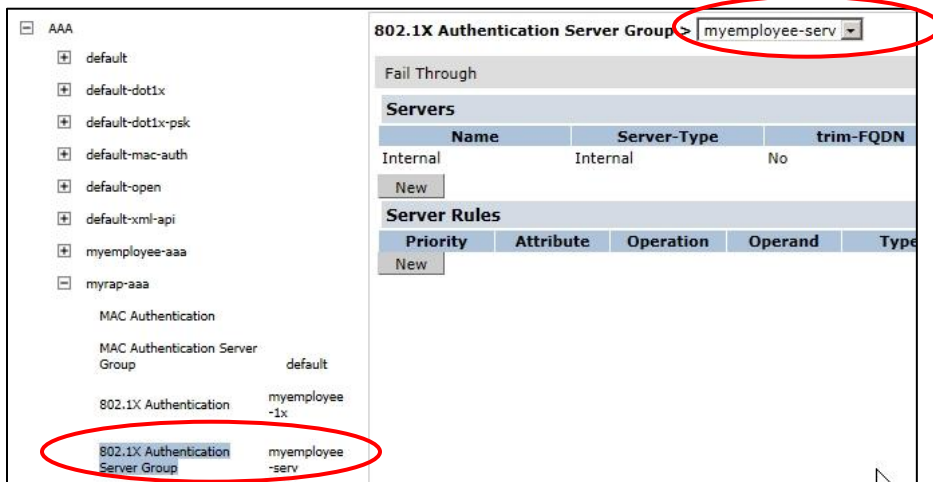 AAA
default
default-dot1x
default-dot1x-psk
default-mac-auth
default-open
default-xml-api
myemployee-aaa
myrap-aaa
MAC Authentication
MAC Authentication Server
Group default
802.1X Authentication myemployee
-1x
802.1X Authentication myemployee
Server Group -serv
802.1X Authentication Server Group > myemployee-serv
Fail Through
Servers
Name Server-Type trim-FQDN
Internal Internal No
New
Server Rules
Priority Attribute Operation Operand Type
New